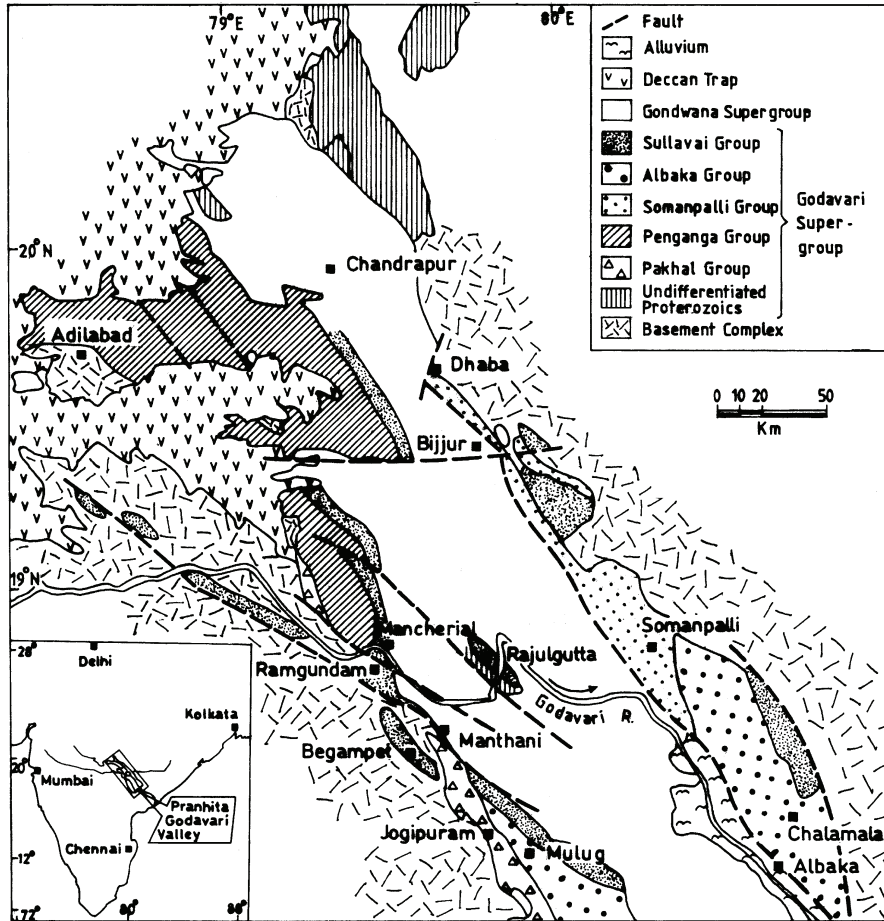 79°E
80°E
Fault
Alluvium
Deccan Trap
Gondwana Supergroup
Sullavai Group
Albaka Group
Somanpalli Group
Penganga Group
Pakhal Group
Undifferentiated
Proterozoics
Basement Complex
Godavari
Super-
group
20°N
Chandrapur
Adilabad
Dhaba
0 10 20 50
Km
Bijjur
19°N
Mancherial
Somanpalli
Rajulgutta
Ramgundam
Godavari R.
Manthani
Begampet
Jogipuram
Mulug
Chalamala
Albaka
28°
Delhi
Kolkata
20°
Mumbai
Pranhita
Godavari
Valley
Chennai
12°
72°
80°